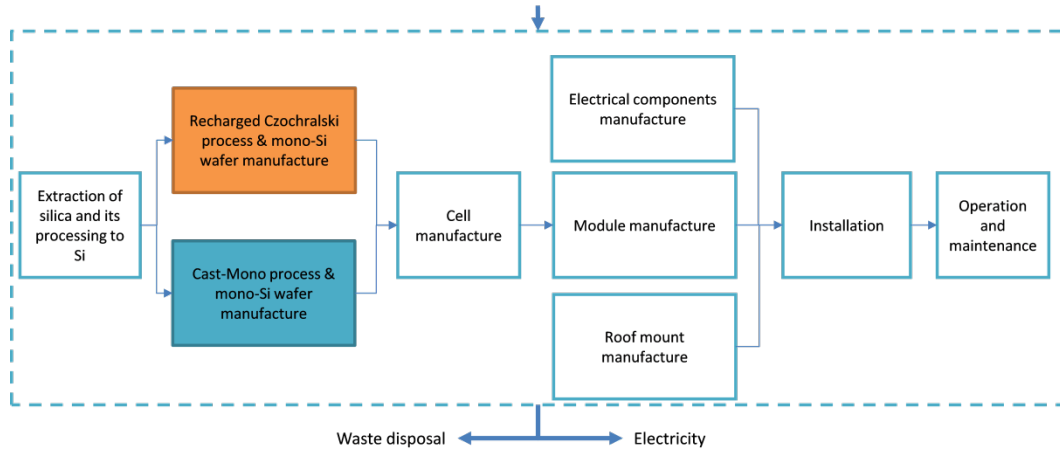 Extraction of
silica and its
processing to
Si
Recharged Czochralski
process & mono-Si
wafer manufacture
Cast-Mono process &
mono-Si wafer
manufacture
Cell
manufacture
Electrical components
manufacture
Module manufacture
Roof mount
manufacture
Installation
Operation
and
maintenance
Waste disposal
Electricity